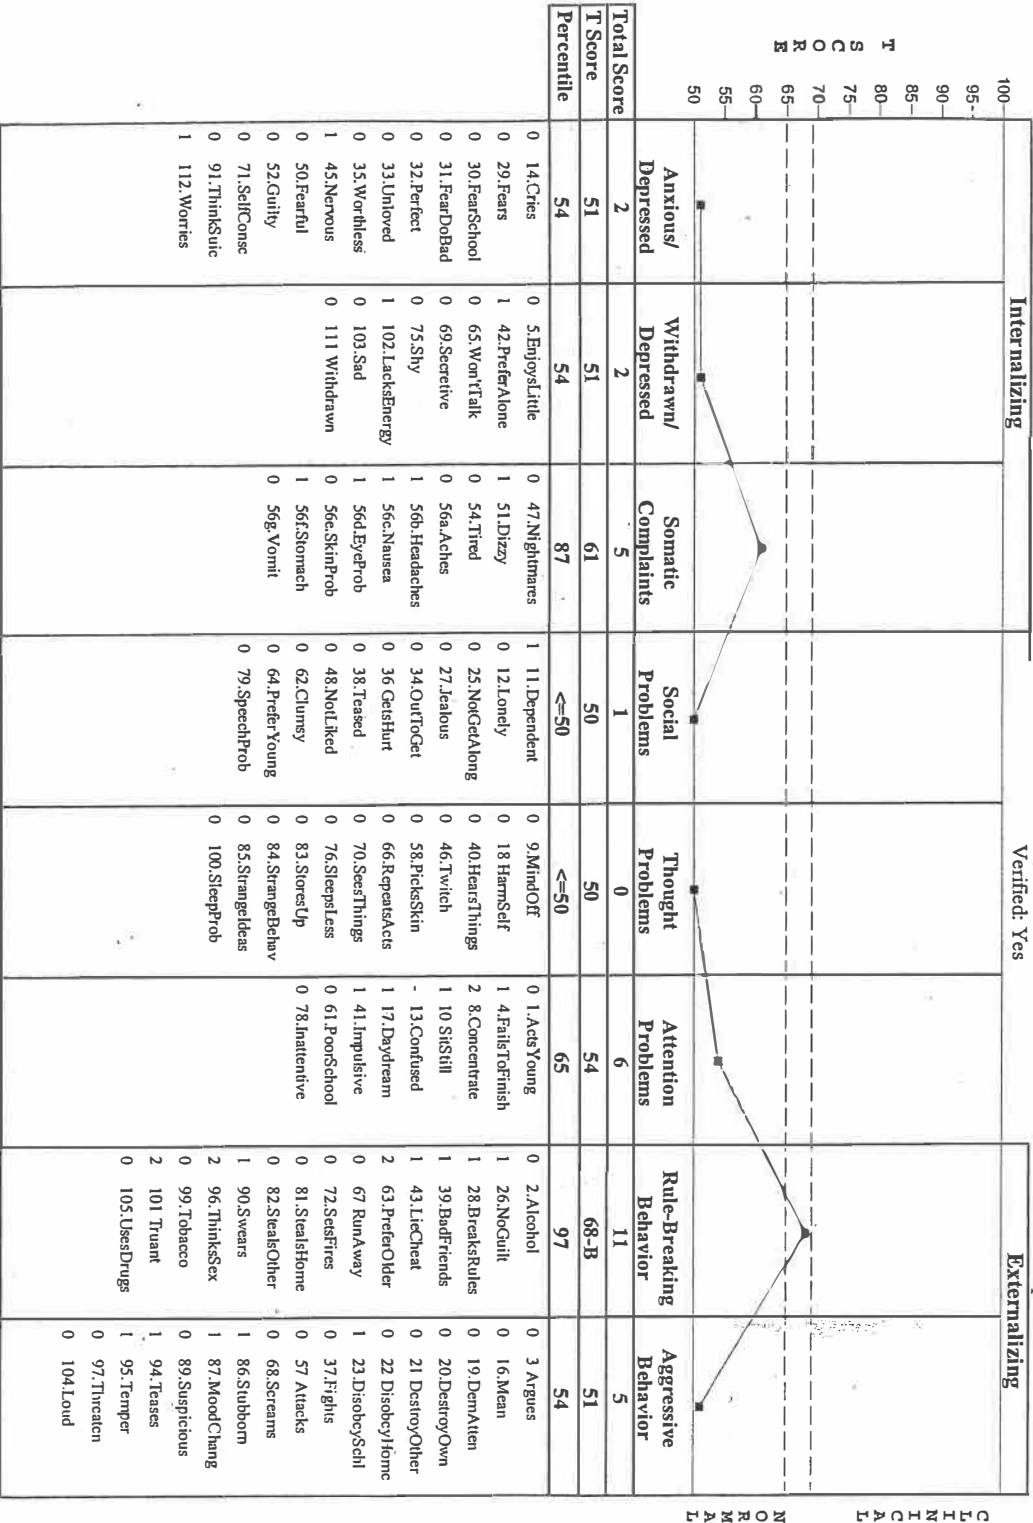 Internalizing
Verified: Yes
Externalizing
T SCORE
100
95
90
85
80
75
70
65
60
55
50
CLINICAL
NORMAL
Anxious/ Depressed
Withdrawn/ Depressed
Somatic Complaints
Social Problems
Thought Problems
Attention Problems
Rule-Breaking Behavior
Aggressive Behavior
Total Score 2 2 5 1 0 6 11 5
T Score 51 51 61 50 50 54 68-B 51
Percentile 54 54 87 <=50 <=50 65 97 54
0 14.Cries
0 29.Fears
0 30.FearSchool
0 31.FearDoBad
0 32.Perfect
0 33.Unloved
0 35.Worthless
1 45.Nervous
0 50.Fearful
0 52.Guilty
0 71.SelfConsc
0 91.ThinkSuic
1 112.Worries
0 5.EnjoysLittle
1 42.PreferAlone
0 65.Won'tTalk
0 69.Secretive
0 75.Shy
1 102.LacksEnergy
0 103.Sad
0 111 Withdrawn
0 47.Nightmares
1 51.Dizzy
0 54.Tired
0 56a.Aches
1 56b.Headaches
1 56c.Nausea
1 56d.EyeProb
0 56e.SkinProb
1 56f.Stomach
0 56g.Vomit
1 11.Dependent
0 12.Lonely
0 25.NotGetAlong
0 27.Jealous
0 34.OutToGet
0 36 GetsHurt
0 38.Teased
0 48.NotLiked
0 62.Clumsy
0 64.PreferYoung
0 79.SpeechProb
0 9.MindOff
0 18 HarmSelf
0 40.HearsThings
0 46.Twitch
0 58.PicksSkin
0 66.RepeatsActs
0 70.SeesThings
0 76.SleepsLess
0 83.StoresUp
0 84.StrangeBehav
0 85.StrangeIdeas
0 100.SleepProb
0 1.ActsYoung
1 4.FailsToFinish
2 8.Concentrate
1 10 SitStill
- 13.Confused
1 17.Daydream
1 41.Impulsive
0 61.PoorSchool
0 78.Inattentive
0 2.Alcohol
1 26.NoGuilt
1 28.BreaksRules
1 39.BadFriends
1 43.LieCheat
2 63.PreferOlder
0 67 RunAway
0 72.SetsFires
0 81.StealsHome
0 82.StealsOther
1 90.Swears
2 96.ThinksSex
0 99.Tobacco
2 101 Truant
0 105.UsesDrugs
0 3 Argues
0 16.Mean
0 19.DemAtten
0 20.DestroyOwn
0 21 DestroyOther
0 22 DisobeyHome
1 23.DisobeySchl
0 37.Fights
0 57 Attacks
0 68.Screams
1 86.Stubborn
1 87.MoodChang
0 89.Suspicious
1 94.Teases
1 95.Temper
0 97.Threaten
0 104.Loud